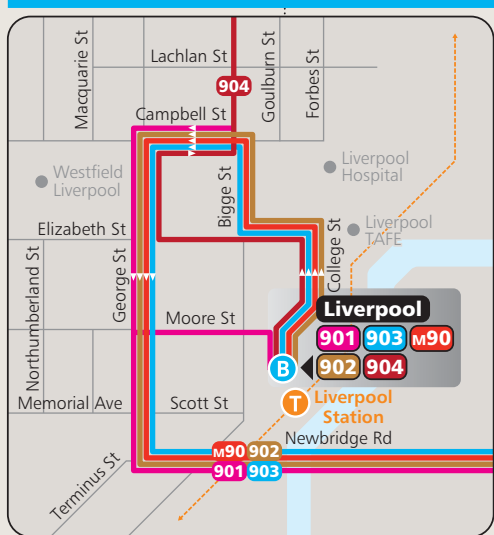 Macquarie St
Lachlan St
Goulburn St
Forbes St
904
Campbell St
Westfield
Liverpool
Liverpool
Hospital
Bigge St
Elizabeth St
College St
Liverpool
TAFE
Northumberland St
George St
Moore St
Liverpool
901 903 M90
902 904
B
T
Liverpool
Station
Memorial Ave
Scott St
Newbridge Rd
M90 902
901 903
Terminus St